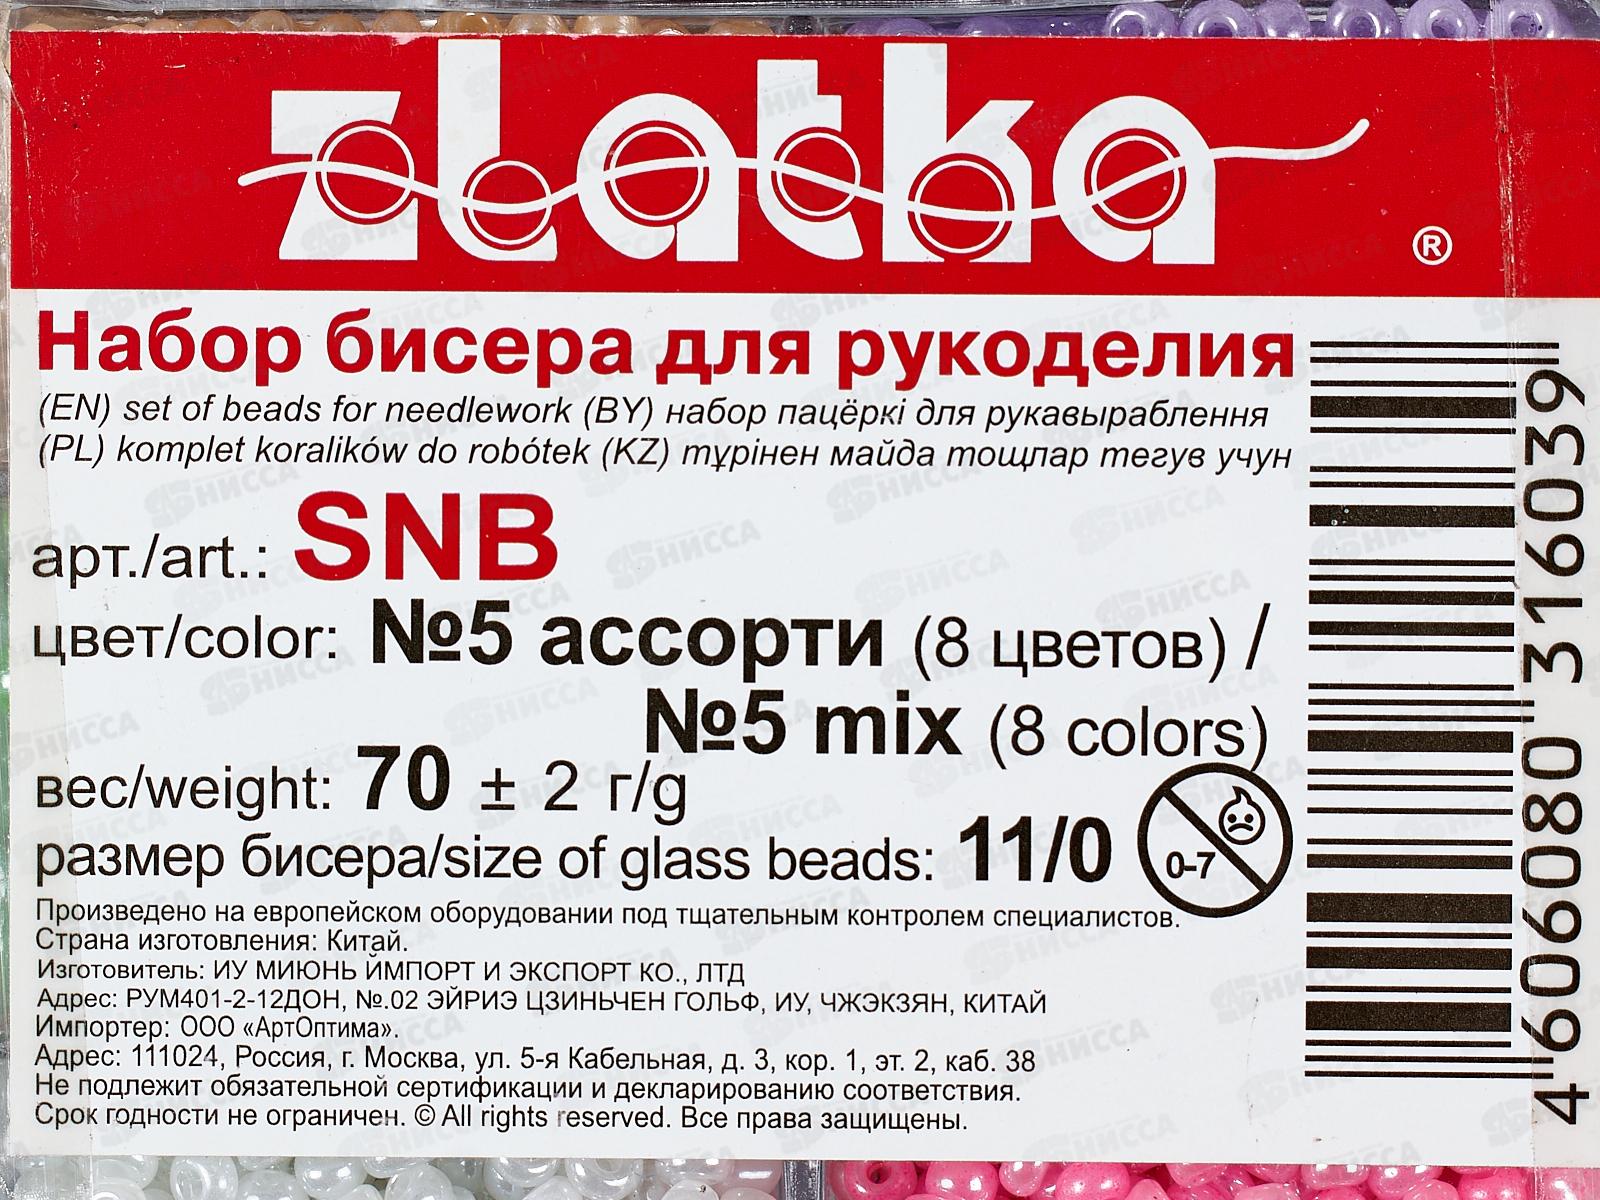 zlatka ®
Набор бисера для рукоделия
(EN) set of beads for needlework (BY) набор пацёркі для рукавыраблення
(PL) komplet koralików do robótek (KZ) тұрінен майда тощлар тегув учун
арт./art.: SNB
цвет/color: №5 ассорти (8 цветов) /
№5 mix (8 colors)
вес/weight: 70 ± 2 г/g
размер бисера/size of glass beads: 11/0
0-7
Произведено на европейском оборудовании под тщательным контролем специалистов.
Страна изготовления: Китай.
Изготовитель: ИУ МИЮНЬ ЙМПОРТ И ЭКСПОРТ КО., ЛТД
Адрес: РУМ401-2-12ДОН, №.02 ЭЙРИЭ ЦЗИНЬЧЕН ГОЛЬФ, ИУ, ЧЖЭКЗЯН, КИТАЙ
Импортер: ООО «АртОптима».
Адрес: 111024, Россия, г. Москва, ул. 5-я Кабельная, д. 3, кор. 1, эт. 2, каб. 38
Не подлежит обязательной сертификации и декларированию соответствия.
Срок годности не ограничен. © All rights reserved. Все права защищены.
4 606080 316039
НИССА